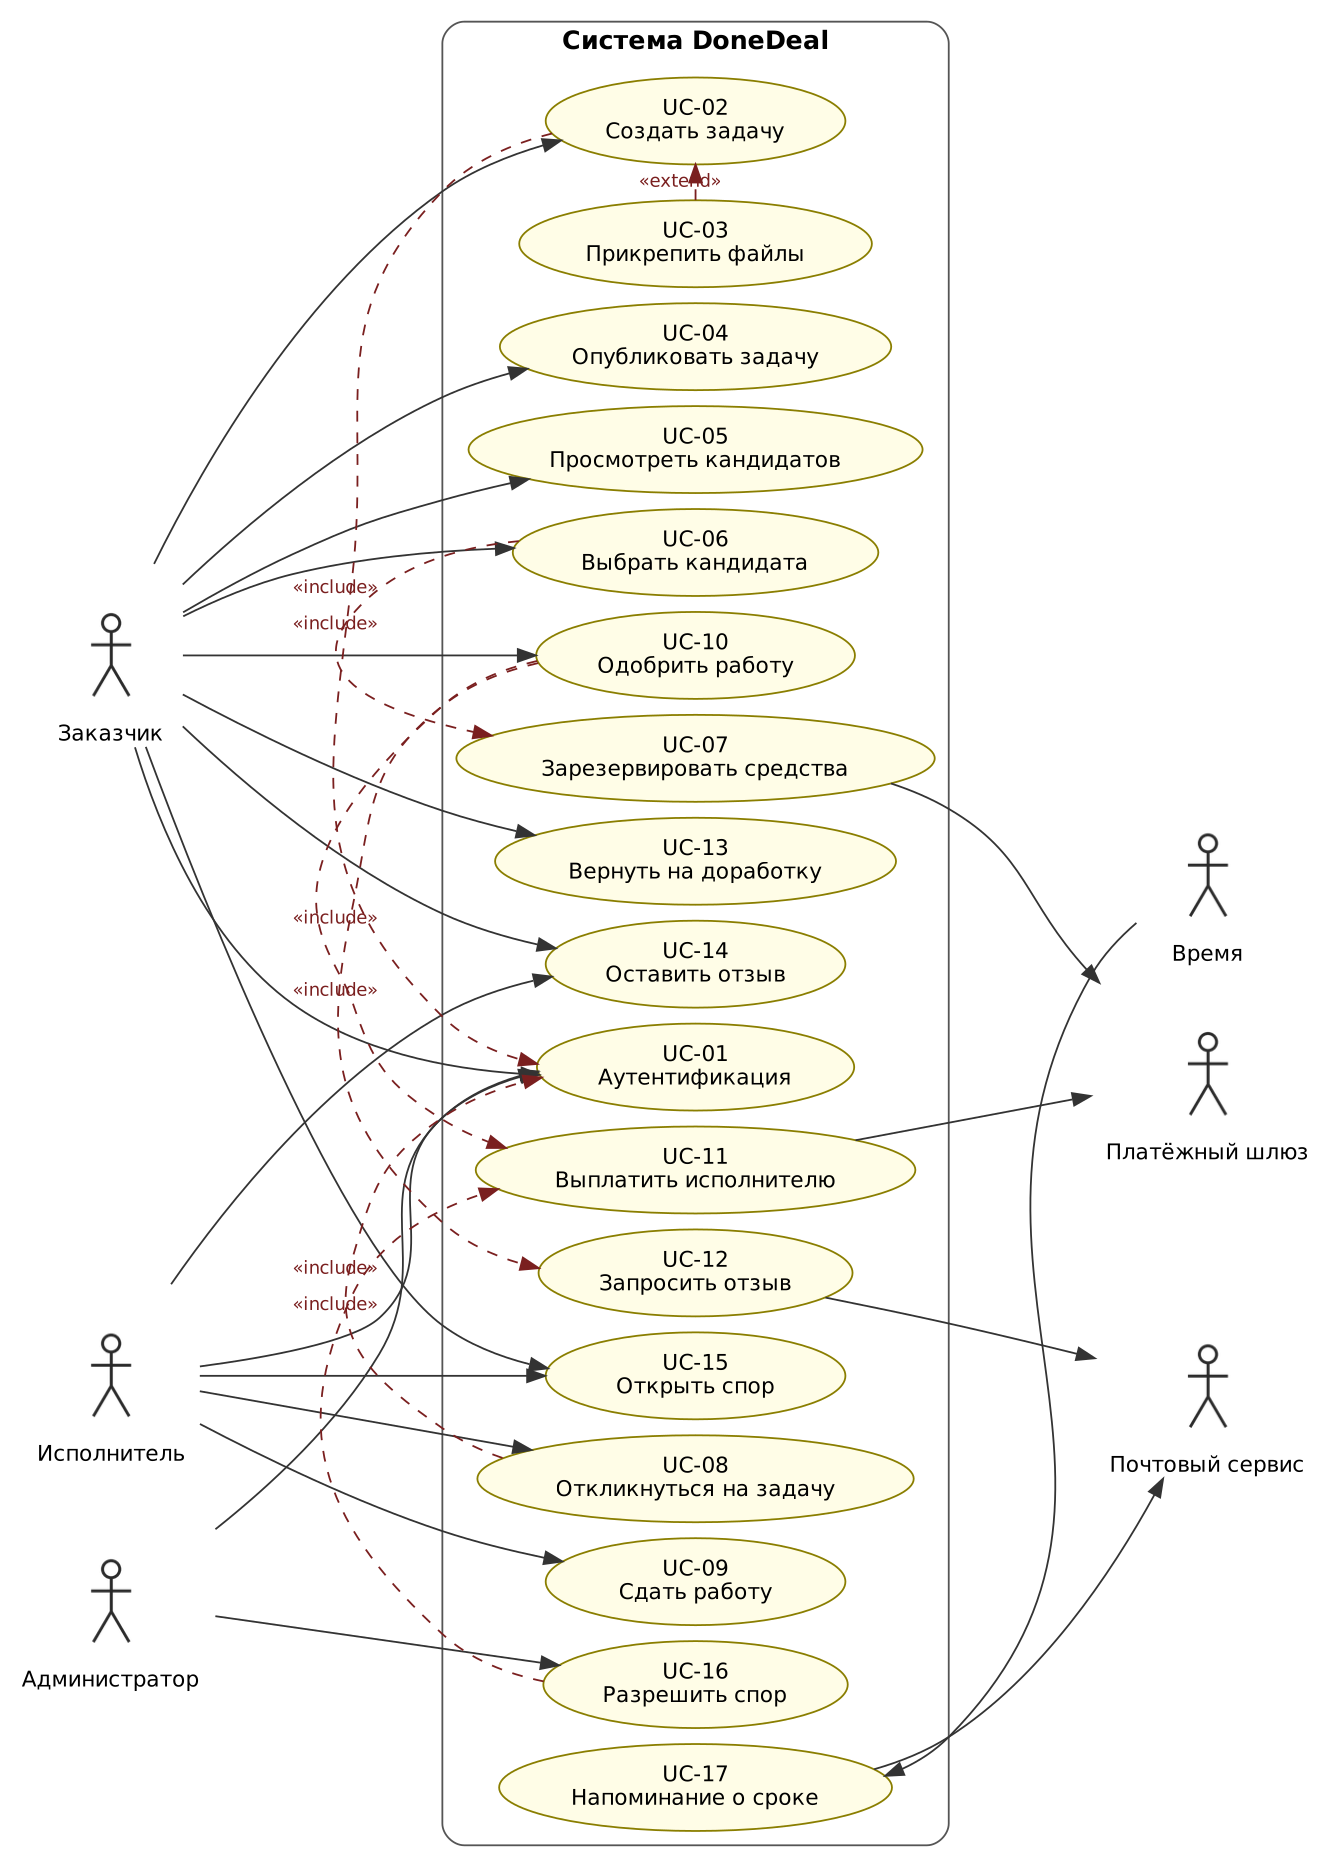 Система DoneDeal
UC-02
Создать задачу
«extend»
UC-03
Прикрепить файлы
UC-04
Опубликовать задачу
UC-05
Просмотреть кандидатов
UC-06
Выбрать кандидата
«include»
«include»
UC-10
Одобрить работу
Заказчик
UC-07
Зарезервировать средства
UC-13
Вернуть на доработку
«include»
UC-14
Оставить отзыв
Время
«include»
UC-01
Аутентификация
Платёжный шлюз
UC-11
Выплатить исполнителю
«include»
UC-12
Запросить отзыв
«include»
UC-15
Открыть спор
Исполнитель
Почтовый сервис
UC-08
Откликнуться на задачу
UC-09
Сдать работу
Администратор
UC-16
Разрешить спор
UC-17
Напоминание о сроке